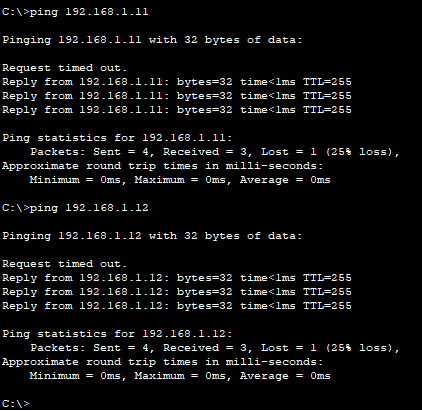 C:\>ping 192.168.1.11
Pinging 192.168.1.11 with 32 bytes of data:
Request timed out.
Reply from 192.168.1.11: bytes=32 time<1ms TTL=255
Reply from 192.168.1.11: bytes=32 time<1ms TTL=255
Reply from 192.168.1.11: bytes=32 time<1ms TTL=255
Ping statistics for 192.168.1.11:
    Packets: Sent = 4, Received = 3, Lost = 1 (25% loss),
Approximate round trip times in milli-seconds:
    Minimum = 0ms, Maximum = 0ms, Average = 0ms
C:\>ping 192.168.1.12
Pinging 192.168.1.12 with 32 bytes of data:
Request timed out.
Reply from 192.168.1.12: bytes=32 time<1ms TTL=255
Reply from 192.168.1.12: bytes=32 time<1ms TTL=255
Reply from 192.168.1.12: bytes=32 time<1ms TTL=255
Ping statistics for 192.168.1.12:
    Packets: Sent = 4, Received = 3, Lost = 1 (25% loss),
Approximate round trip times in milli-seconds:
    Minimum = 0ms, Maximum = 0ms, Average = 0ms
C:\>